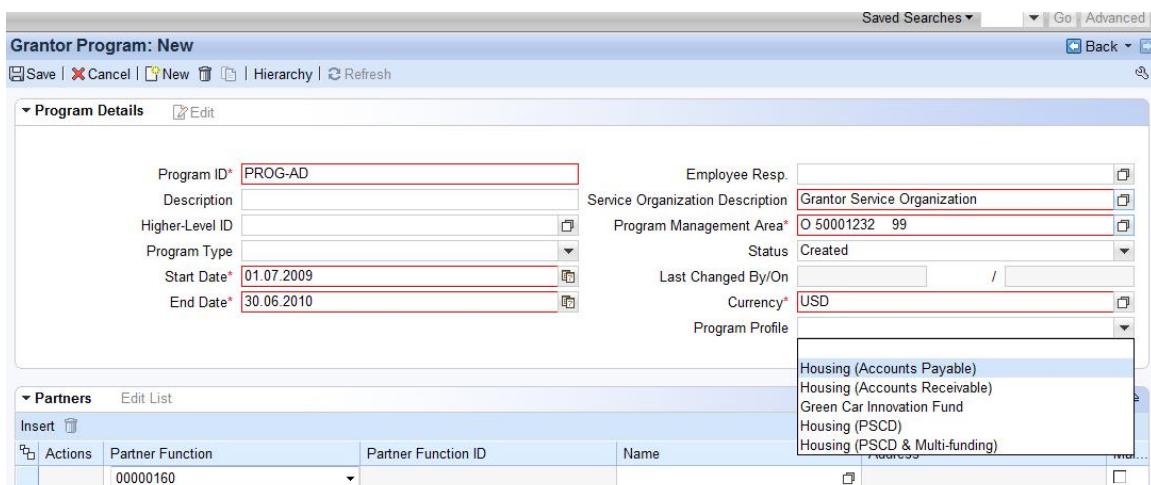 Saved Searches Go Advanced
Grantor Program: New Back
Save | Cancel | New | Hierarchy | Refresh
Program Details Edit
Program ID* PROG-AD Employee Resp.
Description Service Organization Description Grantor Service Organization
Higher-Level ID Program Management Area* O 50001232 99
Program Type Status Created
Start Date* 01.07.2009 Last Changed By/On /
End Date* 30.06.2010 Currency* USD
Program Profile
Housing (Accounts Payable)
Housing (Accounts Receivable)
Green Car Innovation Fund
Housing (PSCD)
Housing (PSCD & Multi-funding)
Partners Edit List
Insert
Actions Partner Function Partner Function ID Name
00000160